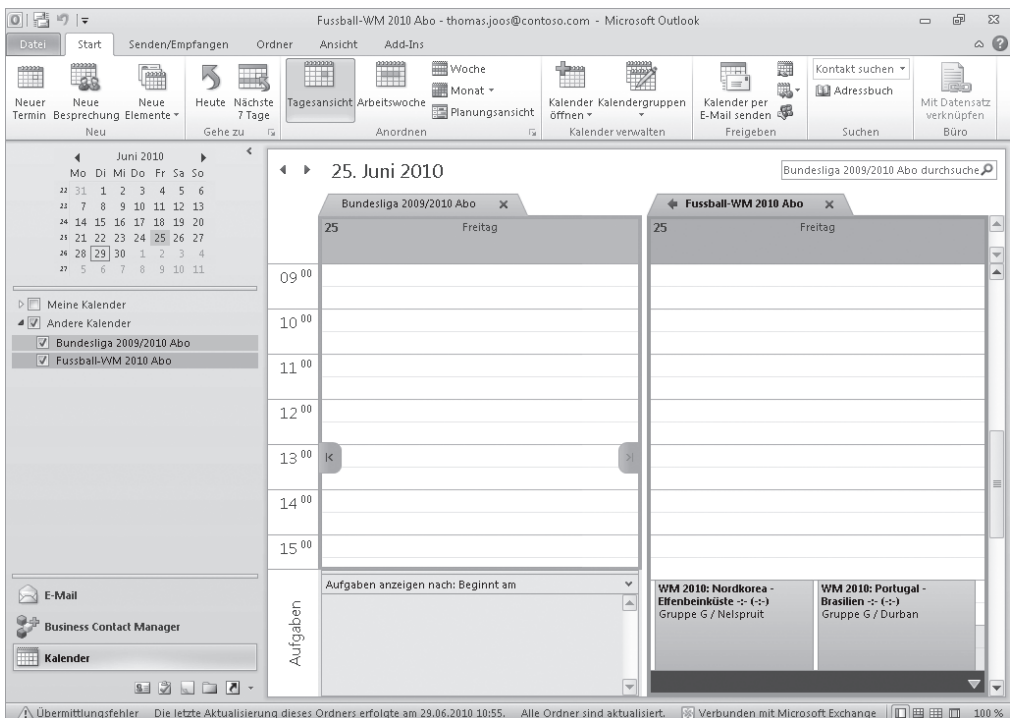 Fussball-WM 2010 Abo - thomas.joos@contoso.com - Microsoft Outlook
Datei Start Senden/Empfangen Ordner Ansicht Add-Ins
Neuer Termin
Neue Besprechung
Neue Elemente
Neu
Heute
Nächste 7 Tage
Gehe zu
Tagesansicht
Arbeitswoche
Woche
Monat
Planungsansicht
Anordnen
Kalender öffnen
Kalendergruppen
Kalender verwalten
Kalender per E-Mail senden
Freigeben
Kontakt suchen
Adressbuch
Suchen
Mit Datensatz verknüpfen
Büro
Juni 2010
Mo Di Mi Do Fr Sa So
22 31 1 2 3 4 5 6
23 7 8 9 10 11 12 13
24 14 15 16 17 18 19 20
25 21 22 23 24 25 26 27
26 28 29 30 1 2 3 4
27 5 6 7 8 9 10 11
Meine Kalender
Andere Kalender
Bundesliga 2009/2010 Abo
Fussball-WM 2010 Abo
E-Mail
Business Contact Manager
Kalender
25. Juni 2010
Bundesliga 2009/2010 Abo durchsuche
Bundesliga 2009/2010 Abo
Fussball-WM 2010 Abo
25 Freitag
25 Freitag
09 00
10 00
11 00
12 00
13 00
14 00
15 00
Aufgaben
Aufgaben anzeigen nach: Beginnt am
WM 2010: Nordkorea -
Elfenbeinküste -:- (-:-)
Gruppe G / Nelspruit
WM 2010: Portugal -
Brasilien -:- (-:-)
Gruppe G / Durban
Übermittlungsfehler Die letzte Aktualisierung dieses Ordners erfolgte am 29.06.2010 10:55. Alle Ordner sind aktualisiert. Verbunden mit Microsoft Exchange 100 %